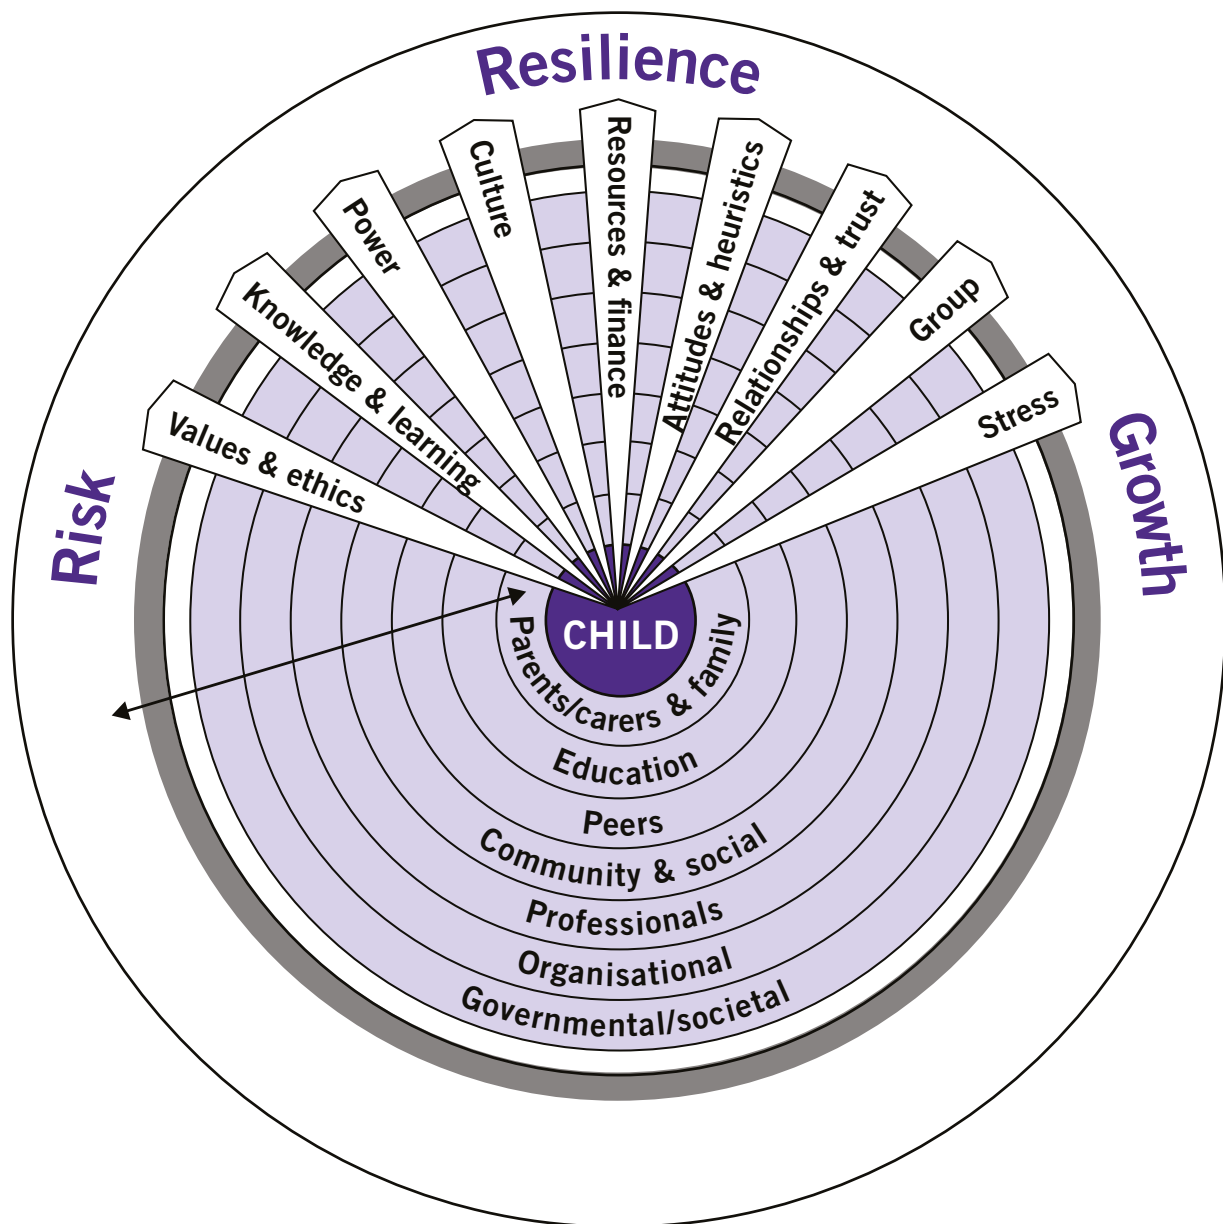 Resilience
Risk
Growth
Values & ethics
Knowledge & learning
Power
Culture
Resources & finance
Attitudes & heuristics
Relationships & trust
Group
Stress
CHILD
Parents/carers & family
Education
Peers
Community & social
Professionals
Organisational
Governmental/societal